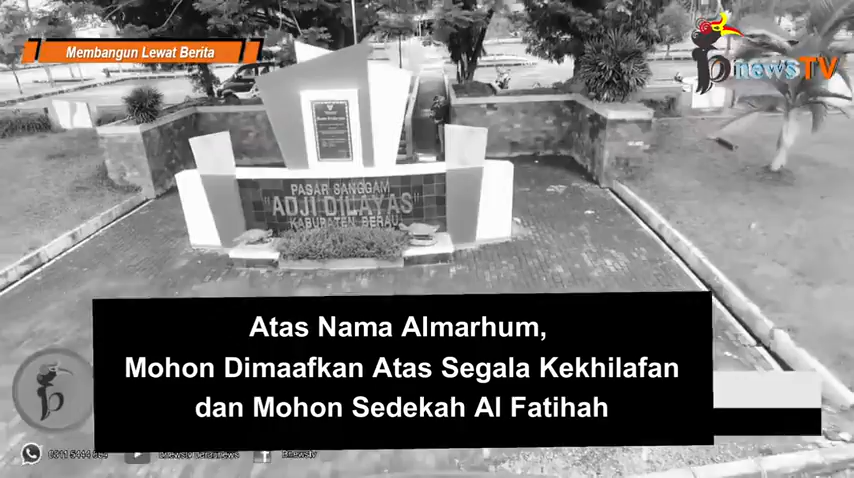 Membangun Lewat Berita
newsTV
PASAR SANGGAM
"ADJI DILAYAS"
KABUPATEN BERAU
Atas Nama Almarhum,
Mohon Dimaafkan Atas Segala Kekhilafan
dan Mohon Sedekah Al Fatihah